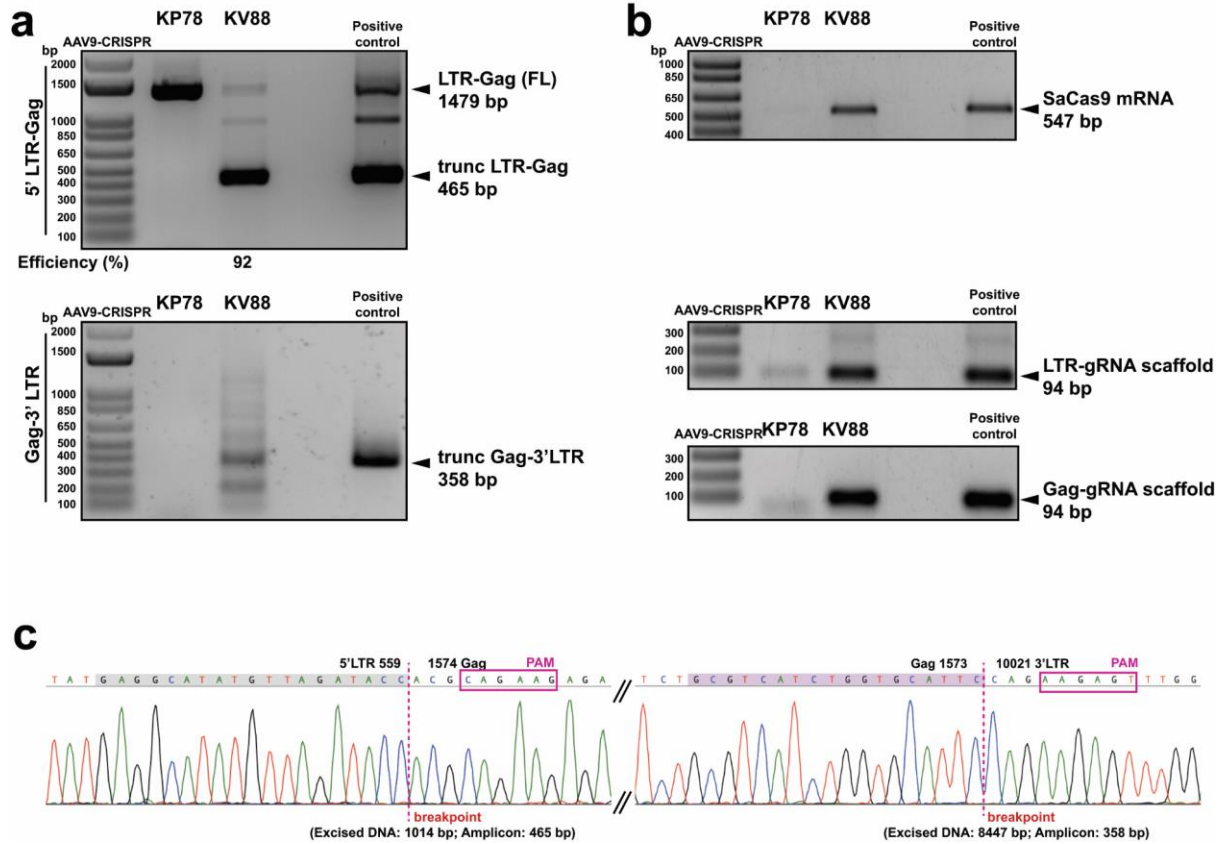 a
KP78 KV88
AAV9-CRISPR
Positive
control
bp
2000
1500
1000
850
650
500
400
300
200
100
5' LTR-Gag
LTR-Gag (FL)
1479 bp
trunc LTR-Gag
465 bp
Efficiency (%) 92
KP78 KV88
AAV9-CRISPR
Positive
control
bp
2000
1500
1000
850
650
500
400
300
200
100
Gag-3' LTR
trunc Gag-3'LTR
358 bp
b
KP78 KV88
AAV9-CRISPR
Positive
control
bp
1000
850
650
500
400
SaCas9 mRNA
547 bp
KP78 KV88
AAV9-CRISPR
Positive
control
300
200
100
LTR-gRNA scaffold
94 bp
AAV9-CRISPR KP78 KV88
Positive
control
300
200
100
Gag-gRNA scaffold
94 bp
c
5'LTR 559 1574 Gag PAM
T A T G A G G C A T A T G T T A G A T A C C A C G C A G A A G A G A
breakpoint
(Excised DNA: 1014 bp; Amplicon: 465 bp)
//
//
Gag 1573 10021 3'LTR PAM
T C T G C G T C A T C T G G T G C A T T C C A G A A G A G T T T G G
breakpoint
(Excised DNA: 8447 bp; Amplicon: 358 bp)